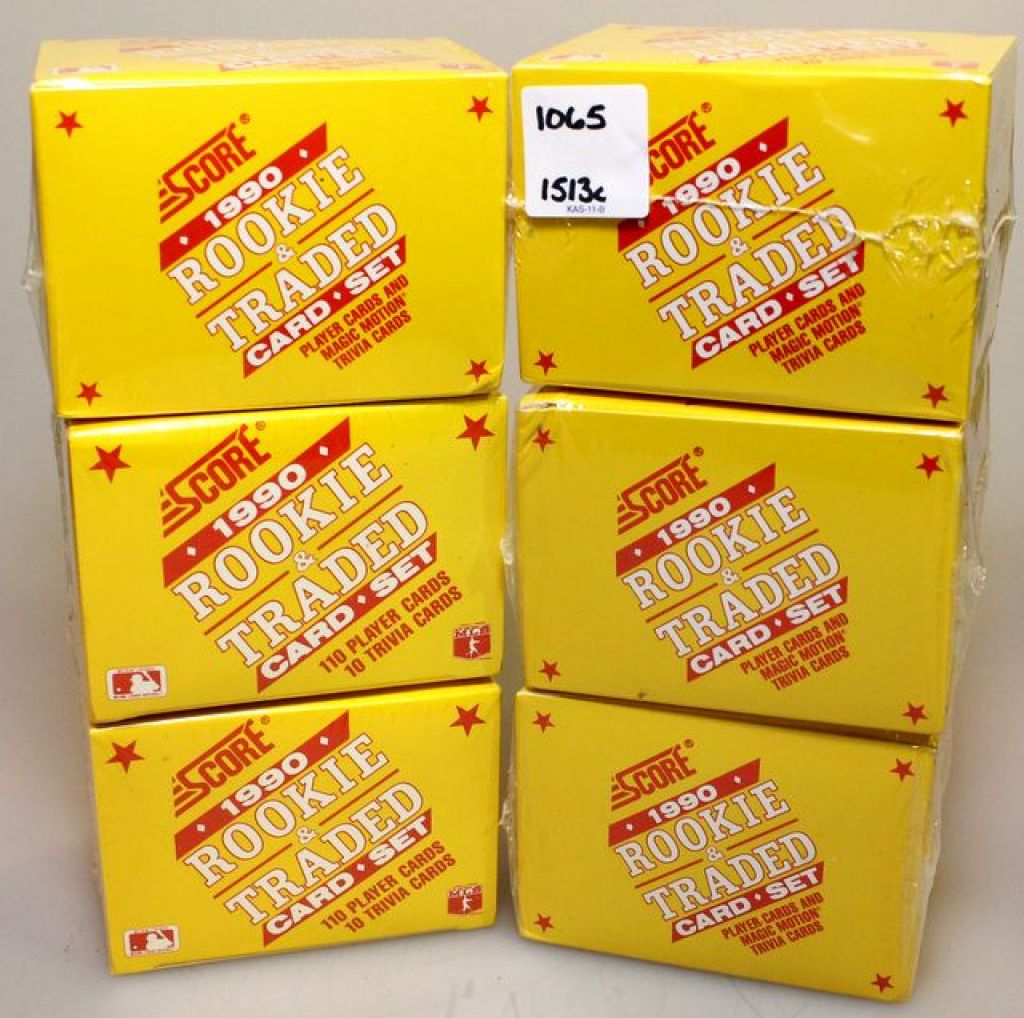 SCORE®
1990
ROOKIE
&
TRADED
CARD • SET
PLAYER CARDS AND
MAGIC MOTION®
TRIVIA CARDS
1065
1513c
KAS-11-B
CORE®
1990
ROOKIE
&
TRADED
CARD • SET
PLAYER CARDS AND
MAGIC MOTION®
TRIVIA CARDS
SCORE®
1990
ROOKIE
&
TRADED
CARD • SET
110 PLAYER CARDS
10 TRIVIA CARDS
SCORE®
1990
ROOKIE
&
TRADED
CARD • SET
PLAYER CARDS AND
MAGIC MOTION®
TRIVIA CARDS
SCORE®
1990
ROOKIE
&
TRADED
CARD • SET
110 PLAYER CARDS
10 TRIVIA CARDS
SCORE®
1990
ROOKIE
&
TRADED
CARD • SET
PLAYER CARDS AND
MAGIC MOTION®
TRIVIA CARDS